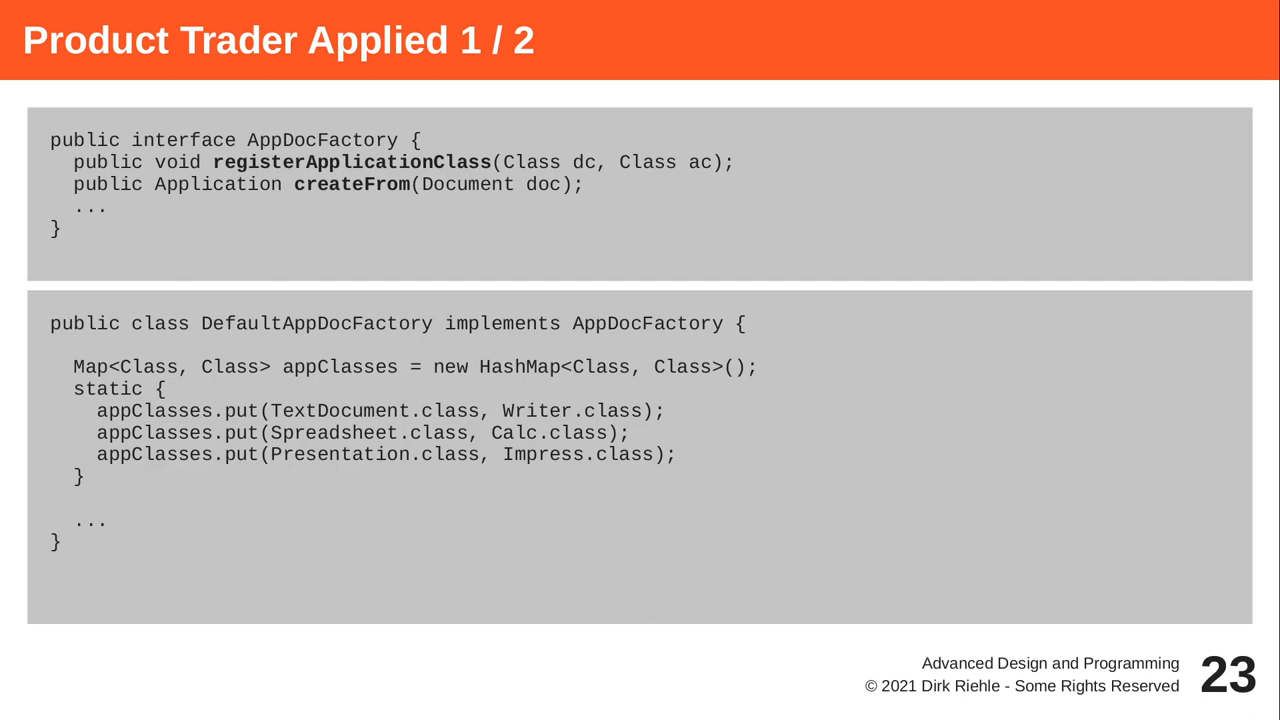 Product Trader Applied 1 / 2
public interface AppDocFactory {
  public void registerApplicationClass(Class dc, Class ac);
  public Application createFrom(Document doc);
  ...
}
public class DefaultAppDocFactory implements AppDocFactory {
  Map<Class, Class> appClasses = new HashMap<Class, Class>();
  static {
    appClasses.put(TextDocument.class, Writer.class);
    appClasses.put(Spreadsheet.class, Calc.class);
    appClasses.put(Presentation.class, Impress.class);
  }
  ...
}
Advanced Design and Programming
© 2021 Dirk Riehle - Some Rights Reserved
23